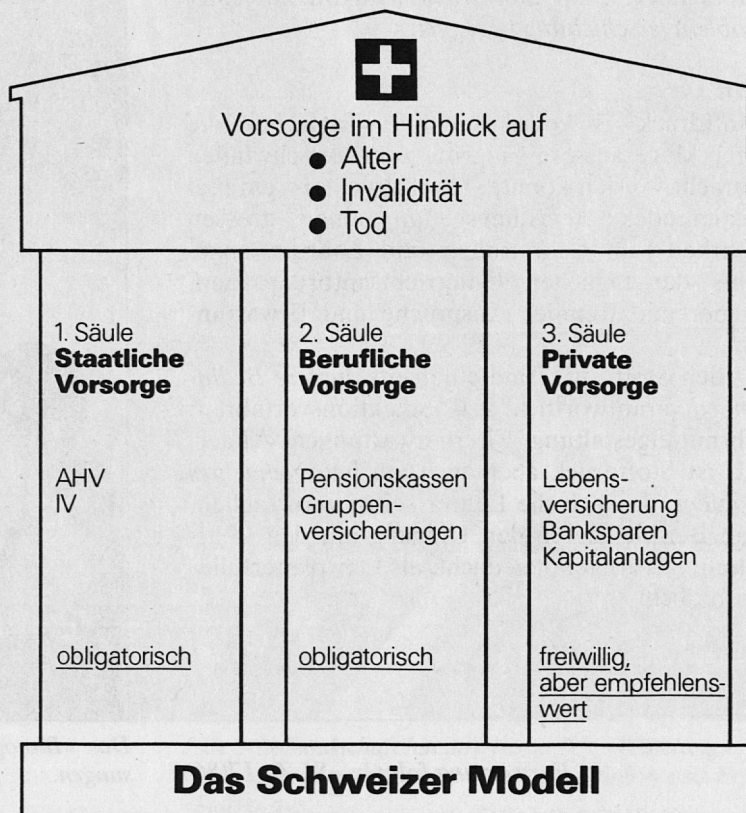 Vorsorge im Hinblick auf
● Alter
● Invalidität
● Tod
1. Säule
Staatliche
Vorsorge
AHV
IV
obligatorisch
2. Säule
Berufliche
Vorsorge
Pensionskassen
Gruppen-
versicherungen
obligatorisch
3. Säule
Private
Vorsorge
Lebens-
versicherung
Banksparen
Kapitalanlagen
freiwillig,
aber empfehlens-
wert
Das Schweizer Modell